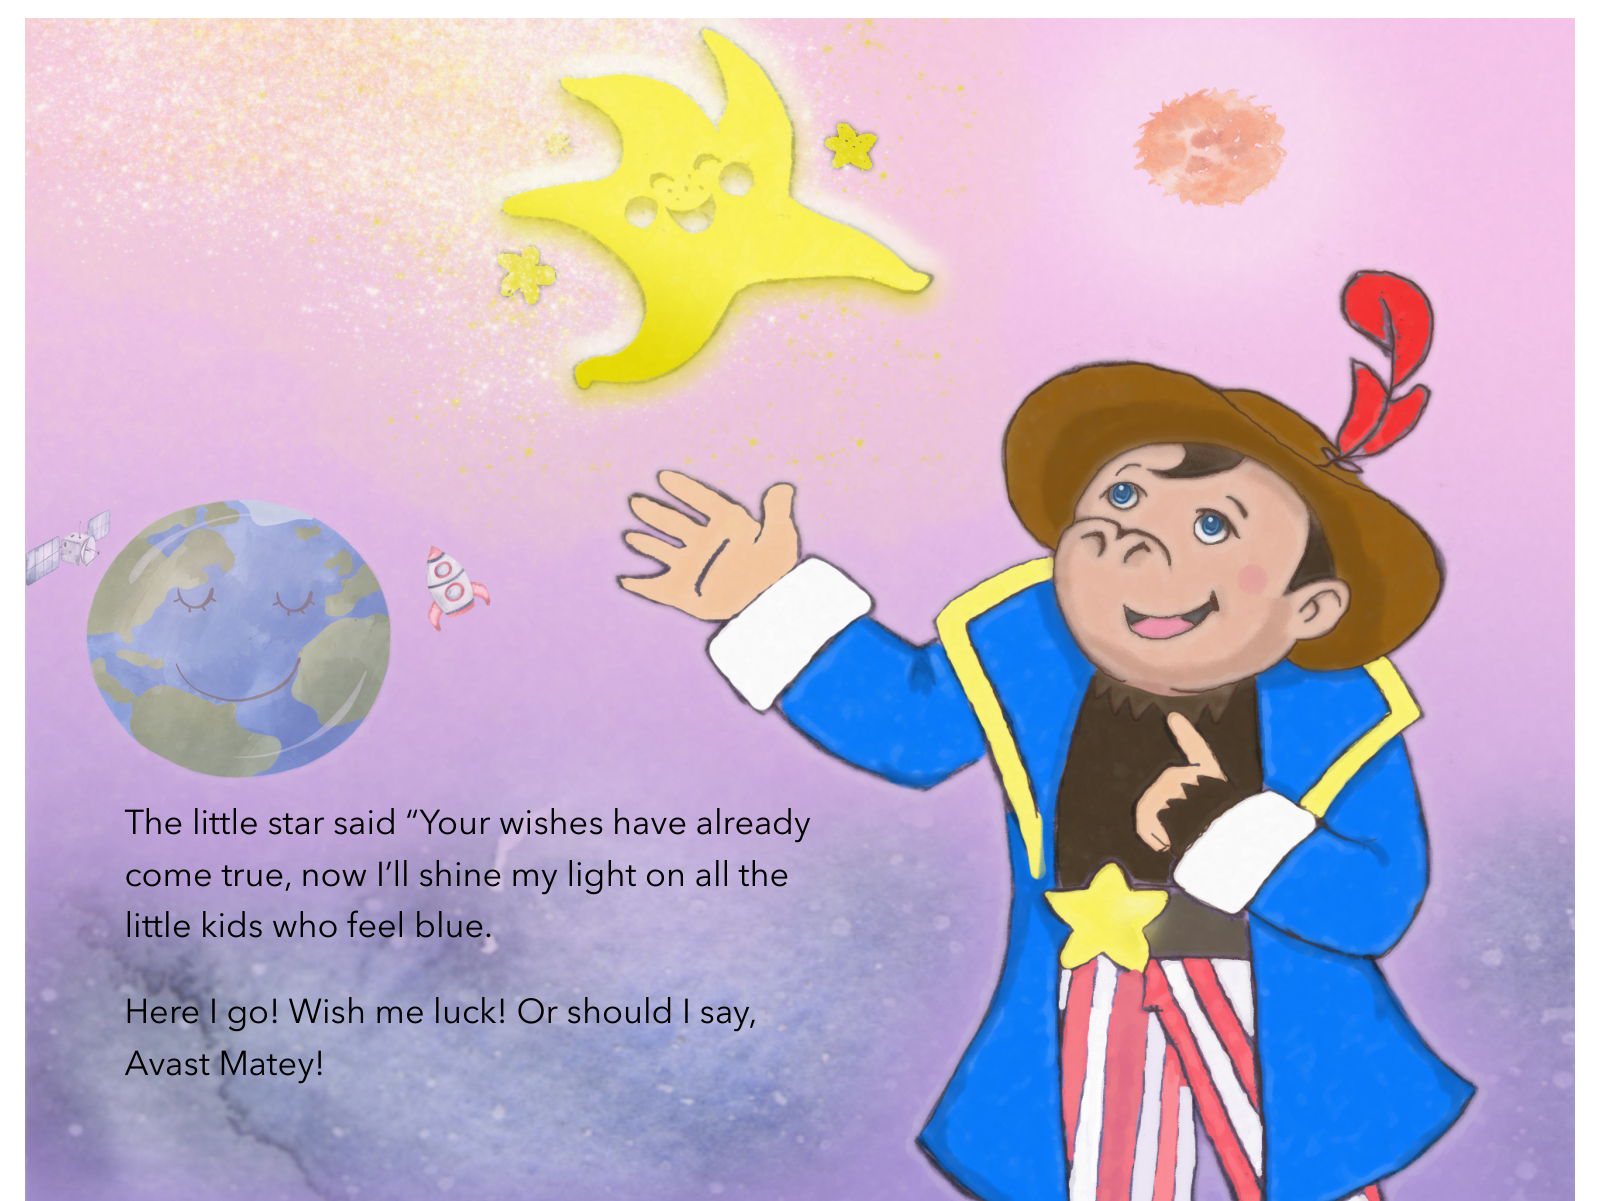 The little star said “Your wishes have already
come true, now I’ll shine my light on all the
little kids who feel blue.
Here I go! Wish me luck! Or should I say,
Avast Matey!